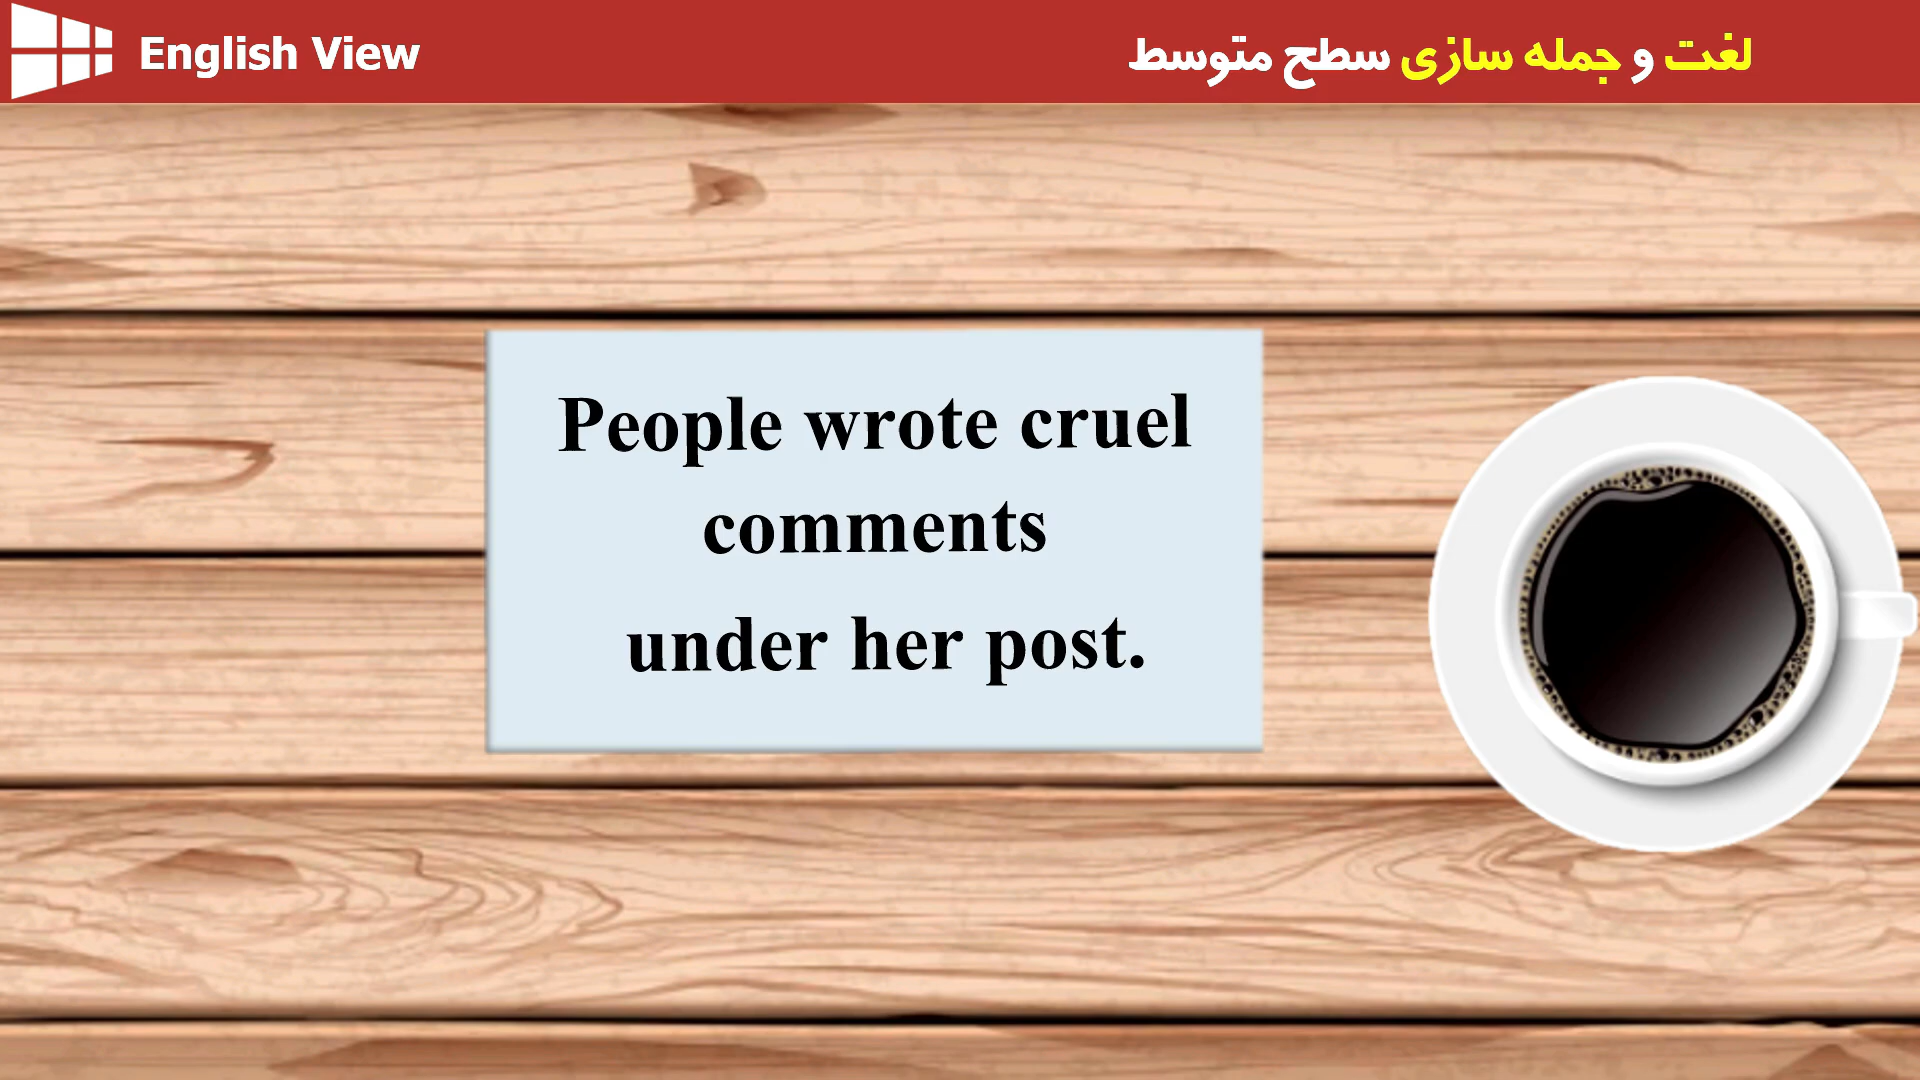 English View
لغت و جمله سازی سطح متوسط
People wrote cruel
comments
under her post.